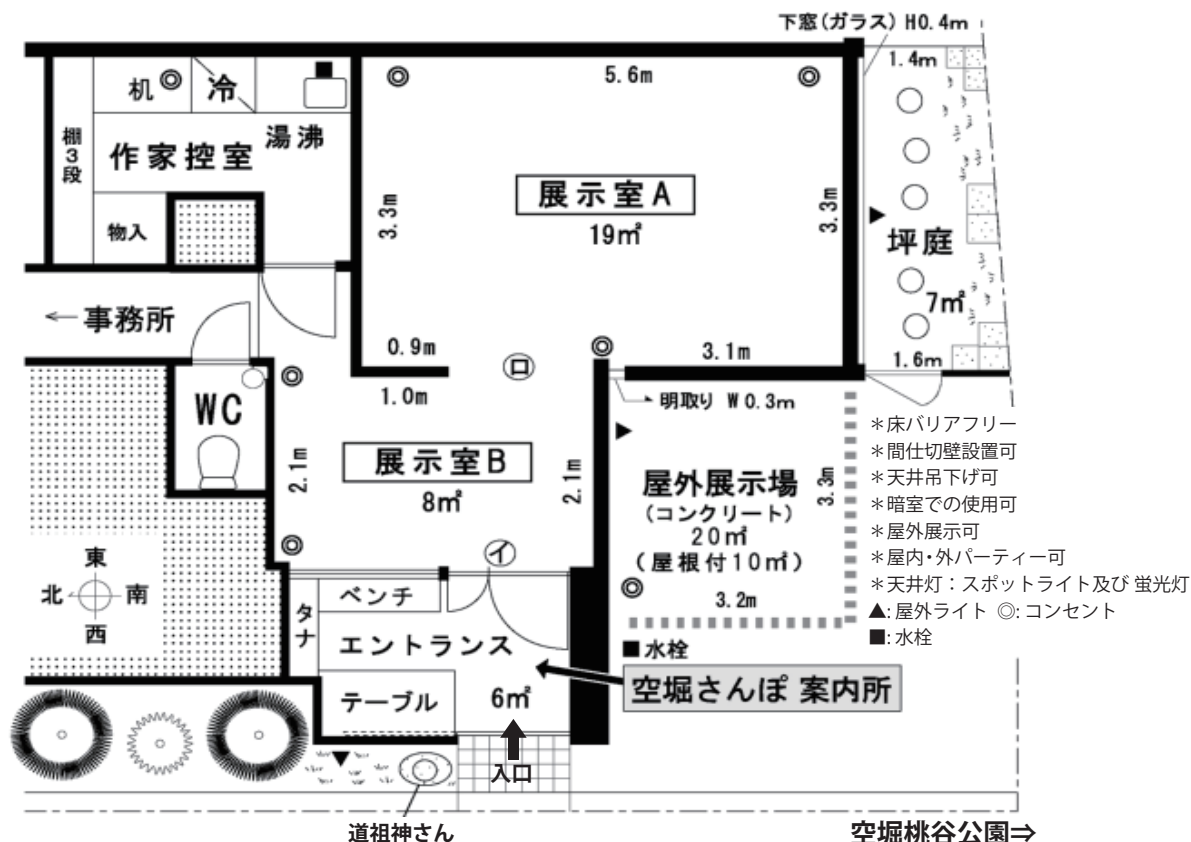 下窓(ガラス) H0.4m
1.4m
5.6m
机 ◎
冷
湯沸
棚3段
作家控室
物入
展示室A
19㎡
3.3m
3.3m
坪庭
7㎡
1.6m
← 事務所
0.9m
ロ
3.1m
1.0m
明取り W0.3m
WC
展示室B
8㎡
2.1m
2.1m
イ
屋外展示場
(コンクリート)
20㎡
(屋根付10㎡)
3.3m
3.2m
＊床バリアフリー
＊間仕切壁設置可
＊天井吊下げ可
＊暗室での使用可
＊屋外展示可
＊屋内・外パーティー可
＊天井灯：スポットライト及び 蛍光灯
▲: 屋外ライト ◎: コンセント
■: 水栓
東
北 南
西
タナ
ベンチ
エントランス
テーブル
6㎡
■水栓
空堀さんぽ 案内所
入口
道祖神さん
空堀桃谷公園⇒